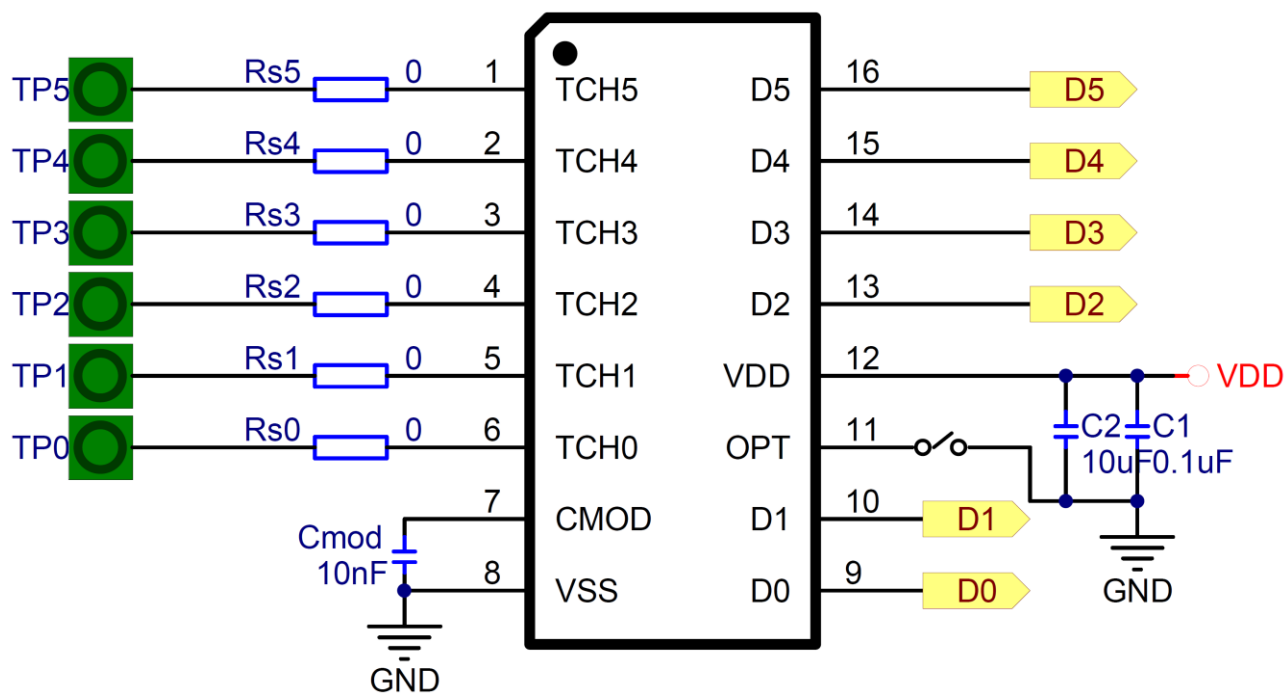 TP5 Rs5 0 1 TCH5 D5 16 D5
TP4 Rs4 0 2 TCH4 D4 15 D4
TP3 Rs3 0 3 TCH3 D3 14 D3
TP2 Rs2 0 4 TCH2 D2 13 D2
TP1 Rs1 0 5 TCH1 VDD 12 VDD
TP0 Rs0 0 6 TCH0 OPT 11 C2 C1
10uF 0.1uF
7 CMOD D1 10 D1
Cmod
10nF 8 VSS D0 9 D0 GND
GND